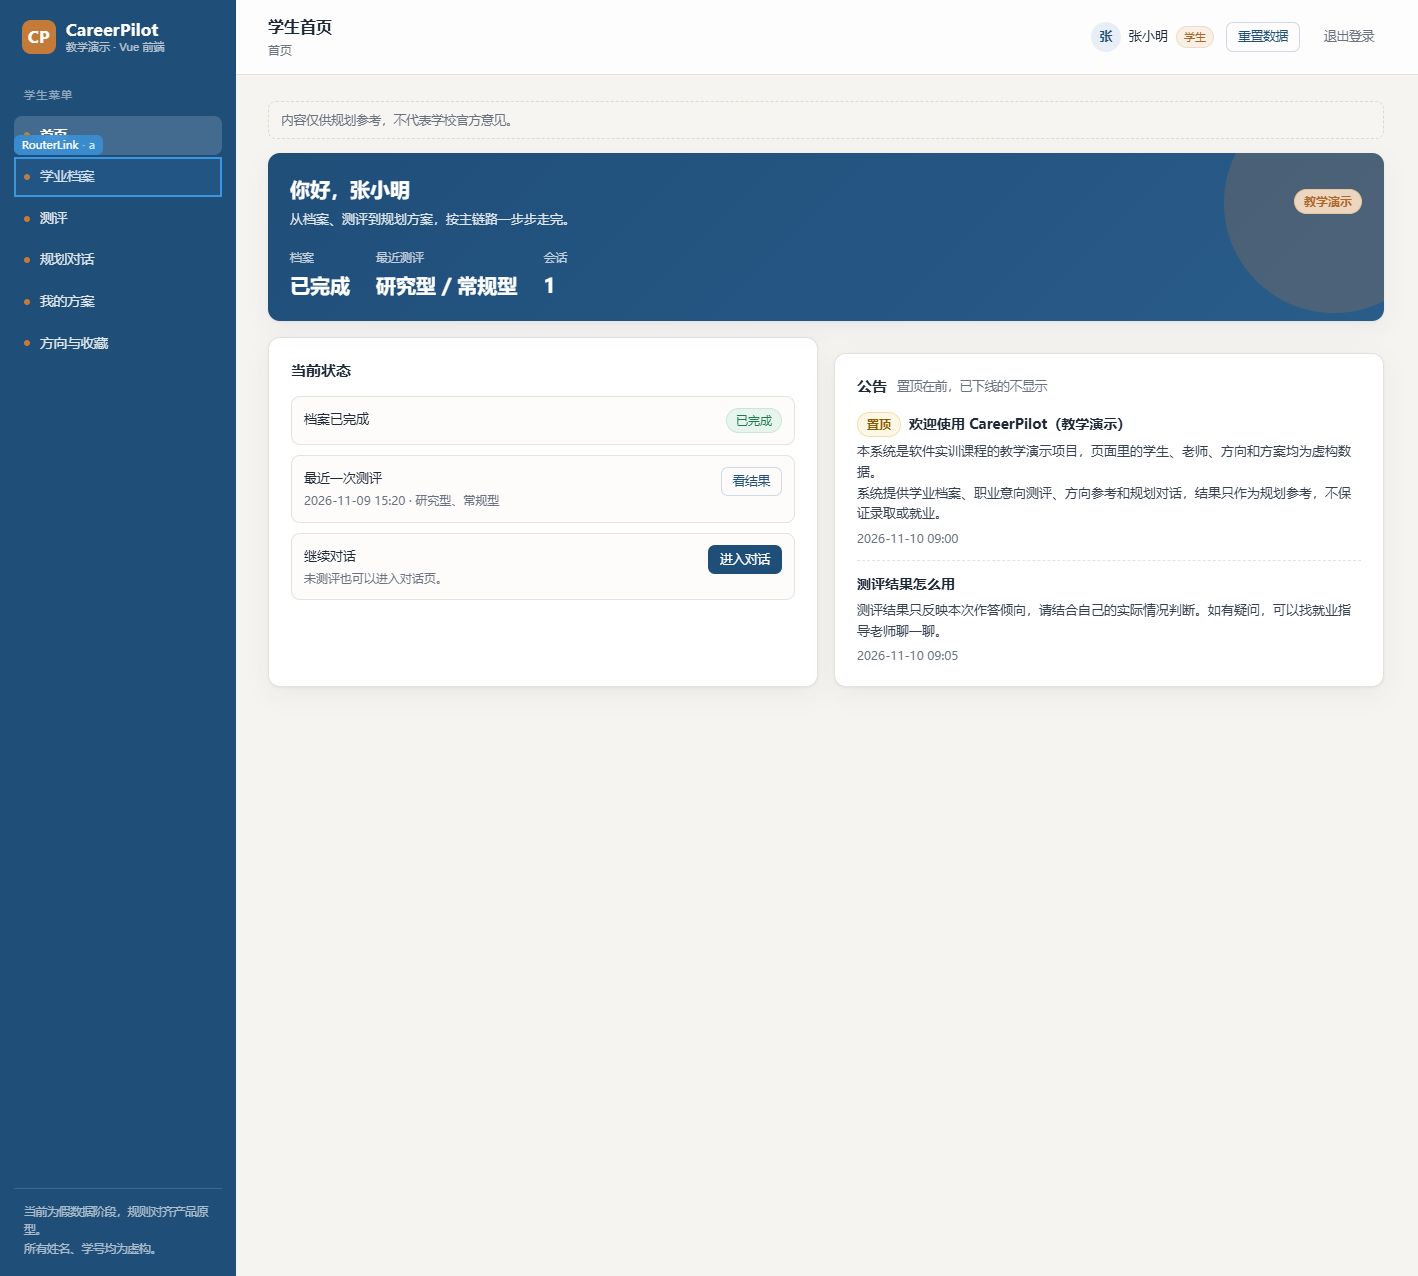 CP
CareerPilot
教学演示 · Vue 前端
学生菜单
首页
RouterLink · a
学业档案
测评
规划对话
我的方案
方向与收藏
当前为假数据阶段，规则对齐产品原
型。
所有姓名、学号均为虚构。
学生首页
首页
张 张小明 学生 重置数据 退出登录
内容仅供规划参考，不代表学校官方意见。
你好，张小明
从档案、测评到规划方案，按主链路一步步走完。
教学演示
档案 最近测评 会话
已完成 研究型 / 常规型 1
当前状态
档案已完成 已完成
最近一次测评
2026-11-09 15:20 · 研究型、常规型
看结果
继续对话
未测评也可以进入对话页。
进入对话
公告 置顶在前，已下线的不显示
置顶 欢迎使用 CareerPilot（教学演示）
本系统是软件实训课程的教学演示项目，页面里的学生、老师、方向和方案均为虚构数
据。
系统提供学业档案、职业意向测评、方向参考和规划对话，结果只作为规划参考，不保
证录取或就业。
2026-11-10 09:00
测评结果怎么用
测评结果只反映本次作答倾向，请结合自己的实际情况判断。如有疑问，可以找就业指
导老师聊一聊。
2026-11-10 09:05